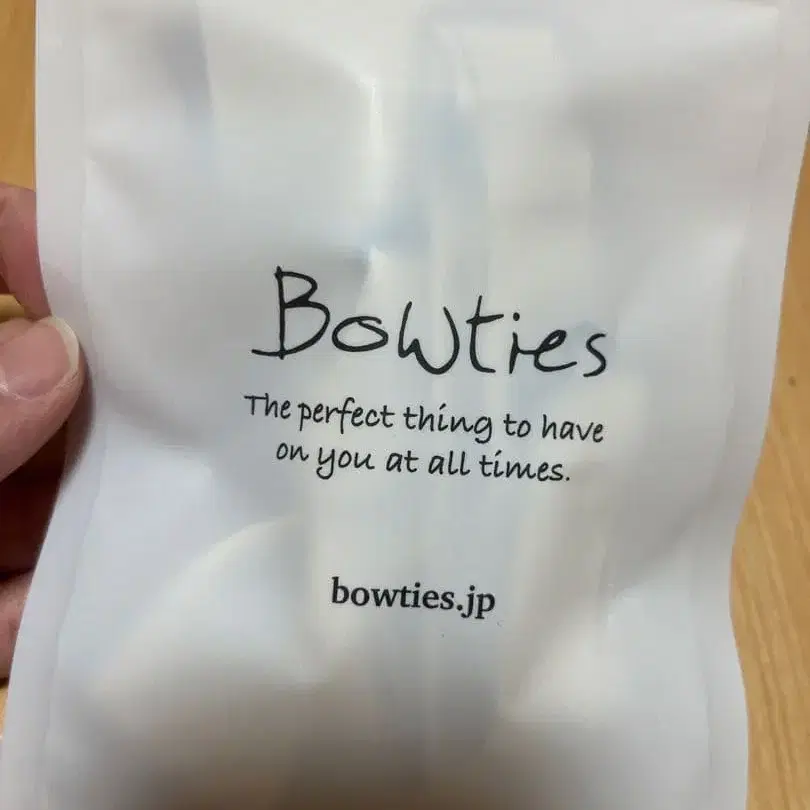 Bowties
The perfect thing to have
on you at all times.
bowties.jp